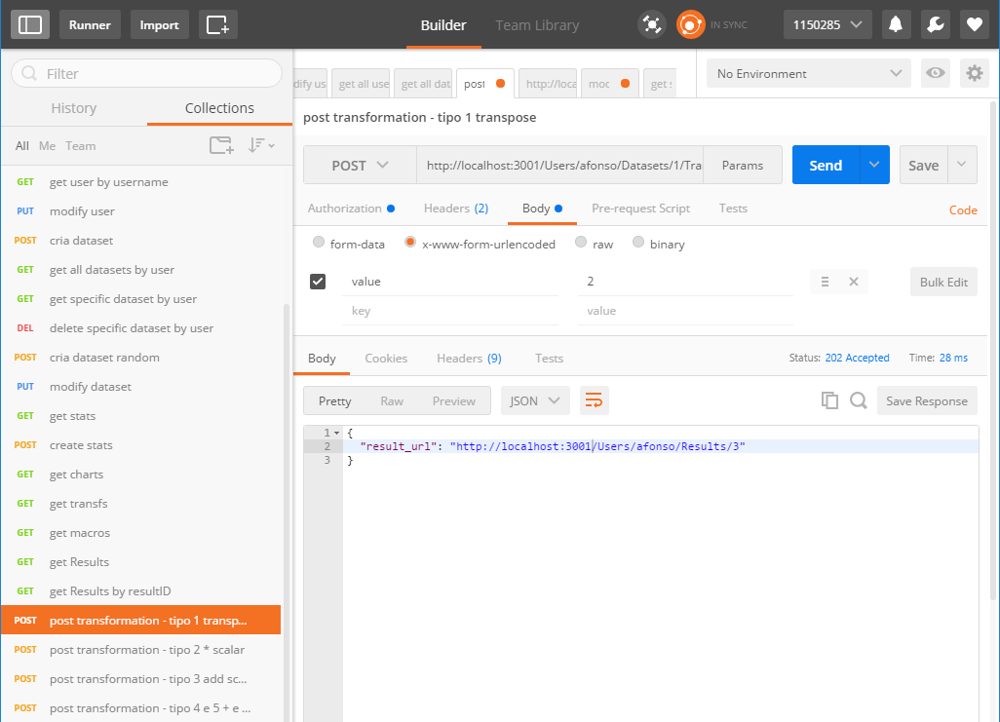 Runner Import Builder Team Library IN SYNC 1150285
Filter
History Collections
All Me Team
GET get user by username
PUT modify user
POST cria dataset
GET get all datasets by user
GET get specific dataset by user
DEL delete specific dataset by user
POST cria dataset random
PUT modify dataset
GET get stats
POST create stats
GET get charts
GET get transfs
GET get macros
GET get Results
GET get Results by resultID
POST post transformation - tipo 1 transp...
POST post transformation - tipo 2 * scalar
POST post transformation - tipo 3 add sc...
POST post transformation - tipo 4 e 5 + e ...
dify us get all use get all dat post http://loca moc get s
No Environment
post transformation - tipo 1 transpose
POST http://localhost:3001/Users/afonso/Datasets/1/Tra Params Send Save
Authorization Headers (2) Body Pre-request Script Tests Code
form-data x-www-form-urlencoded raw binary
value 2 Bulk Edit
key value
Body Cookies Headers (9) Tests Status: 202 Accepted Time: 28 ms
Pretty Raw Preview JSON Save Response
1 {
2 "result_url": "http://localhost:3001/Users/afonso/Results/3"
3 }